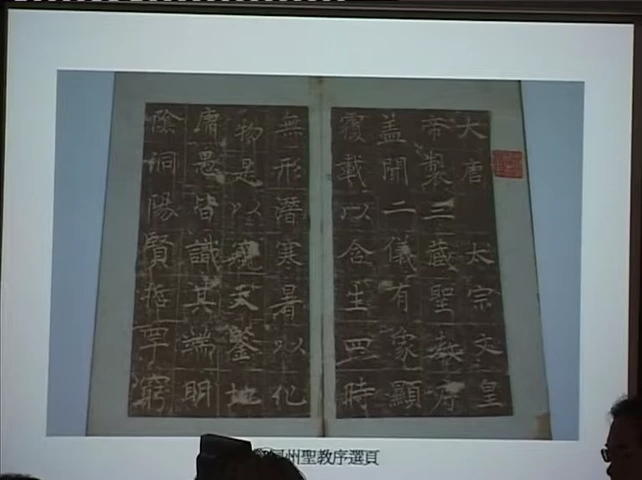 大唐太宗文皇
帝製三藏聖教序
盖聞二儀有象顯
覆載以含生四時
無形潛寒暑以化
物是以窺天鑒地
庸愚皆識其端明
陰洞陽賢哲罕窮
州聖教序選頁